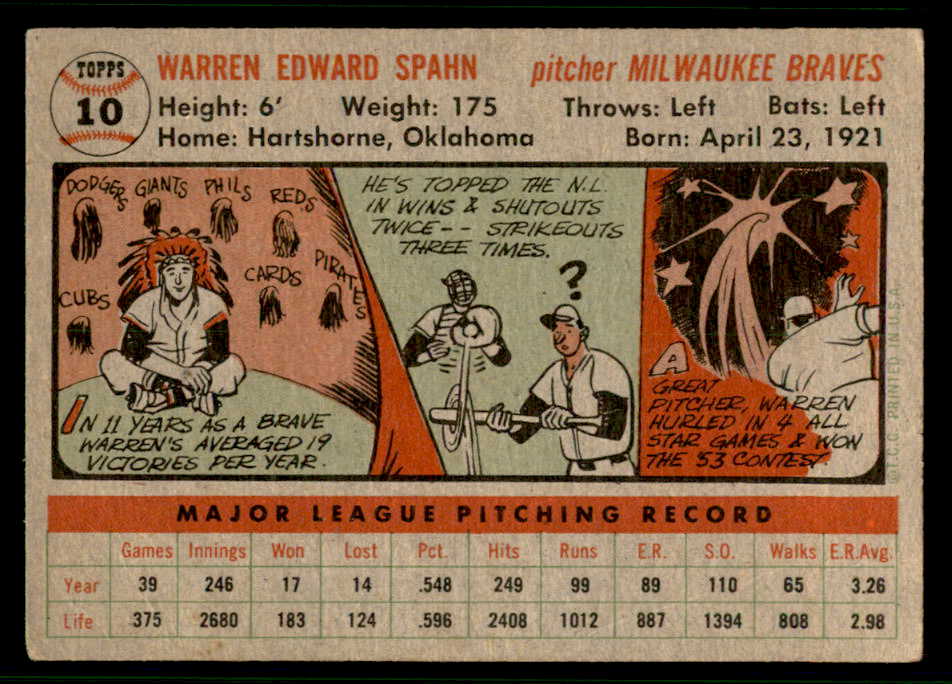 TOPPS
10
WARREN EDWARD SPAHN pitcher MILWAUKEE BRAVES
Height: 6' Weight: 175 Throws: Left Bats: Left
Home: Hartshorne, Oklahoma Born: April 23, 1921
DODGERS GIANTS PHILS REDS
CUBS CARDS PIRATES
IN 11 YEARS AS A BRAVE
WARREN'S AVERAGED 19
VICTORIES PER YEAR.
HE'S TOPPED THE N.L.
IN WINS & SHUTOUTS
TWICE-- STRIKEOUTS
THREE TIMES.
?
A
GREAT
PITCHER, WARREN
HURLED IN 4 ALL
STAR GAMES & WON
THE '53 CONTEST.
©T.C.G. PRINTED IN U.S.A.
MAJOR LEAGUE PITCHING RECORD
Games Innings Won Lost Pct. Hits Runs E.R. S.O. Walks E.R.Avg.
Year 39 246 17 14 .548 249 99 89 110 65 3.26
Life 375 2680 183 124 .596 2408 1012 887 1394 808 2.98